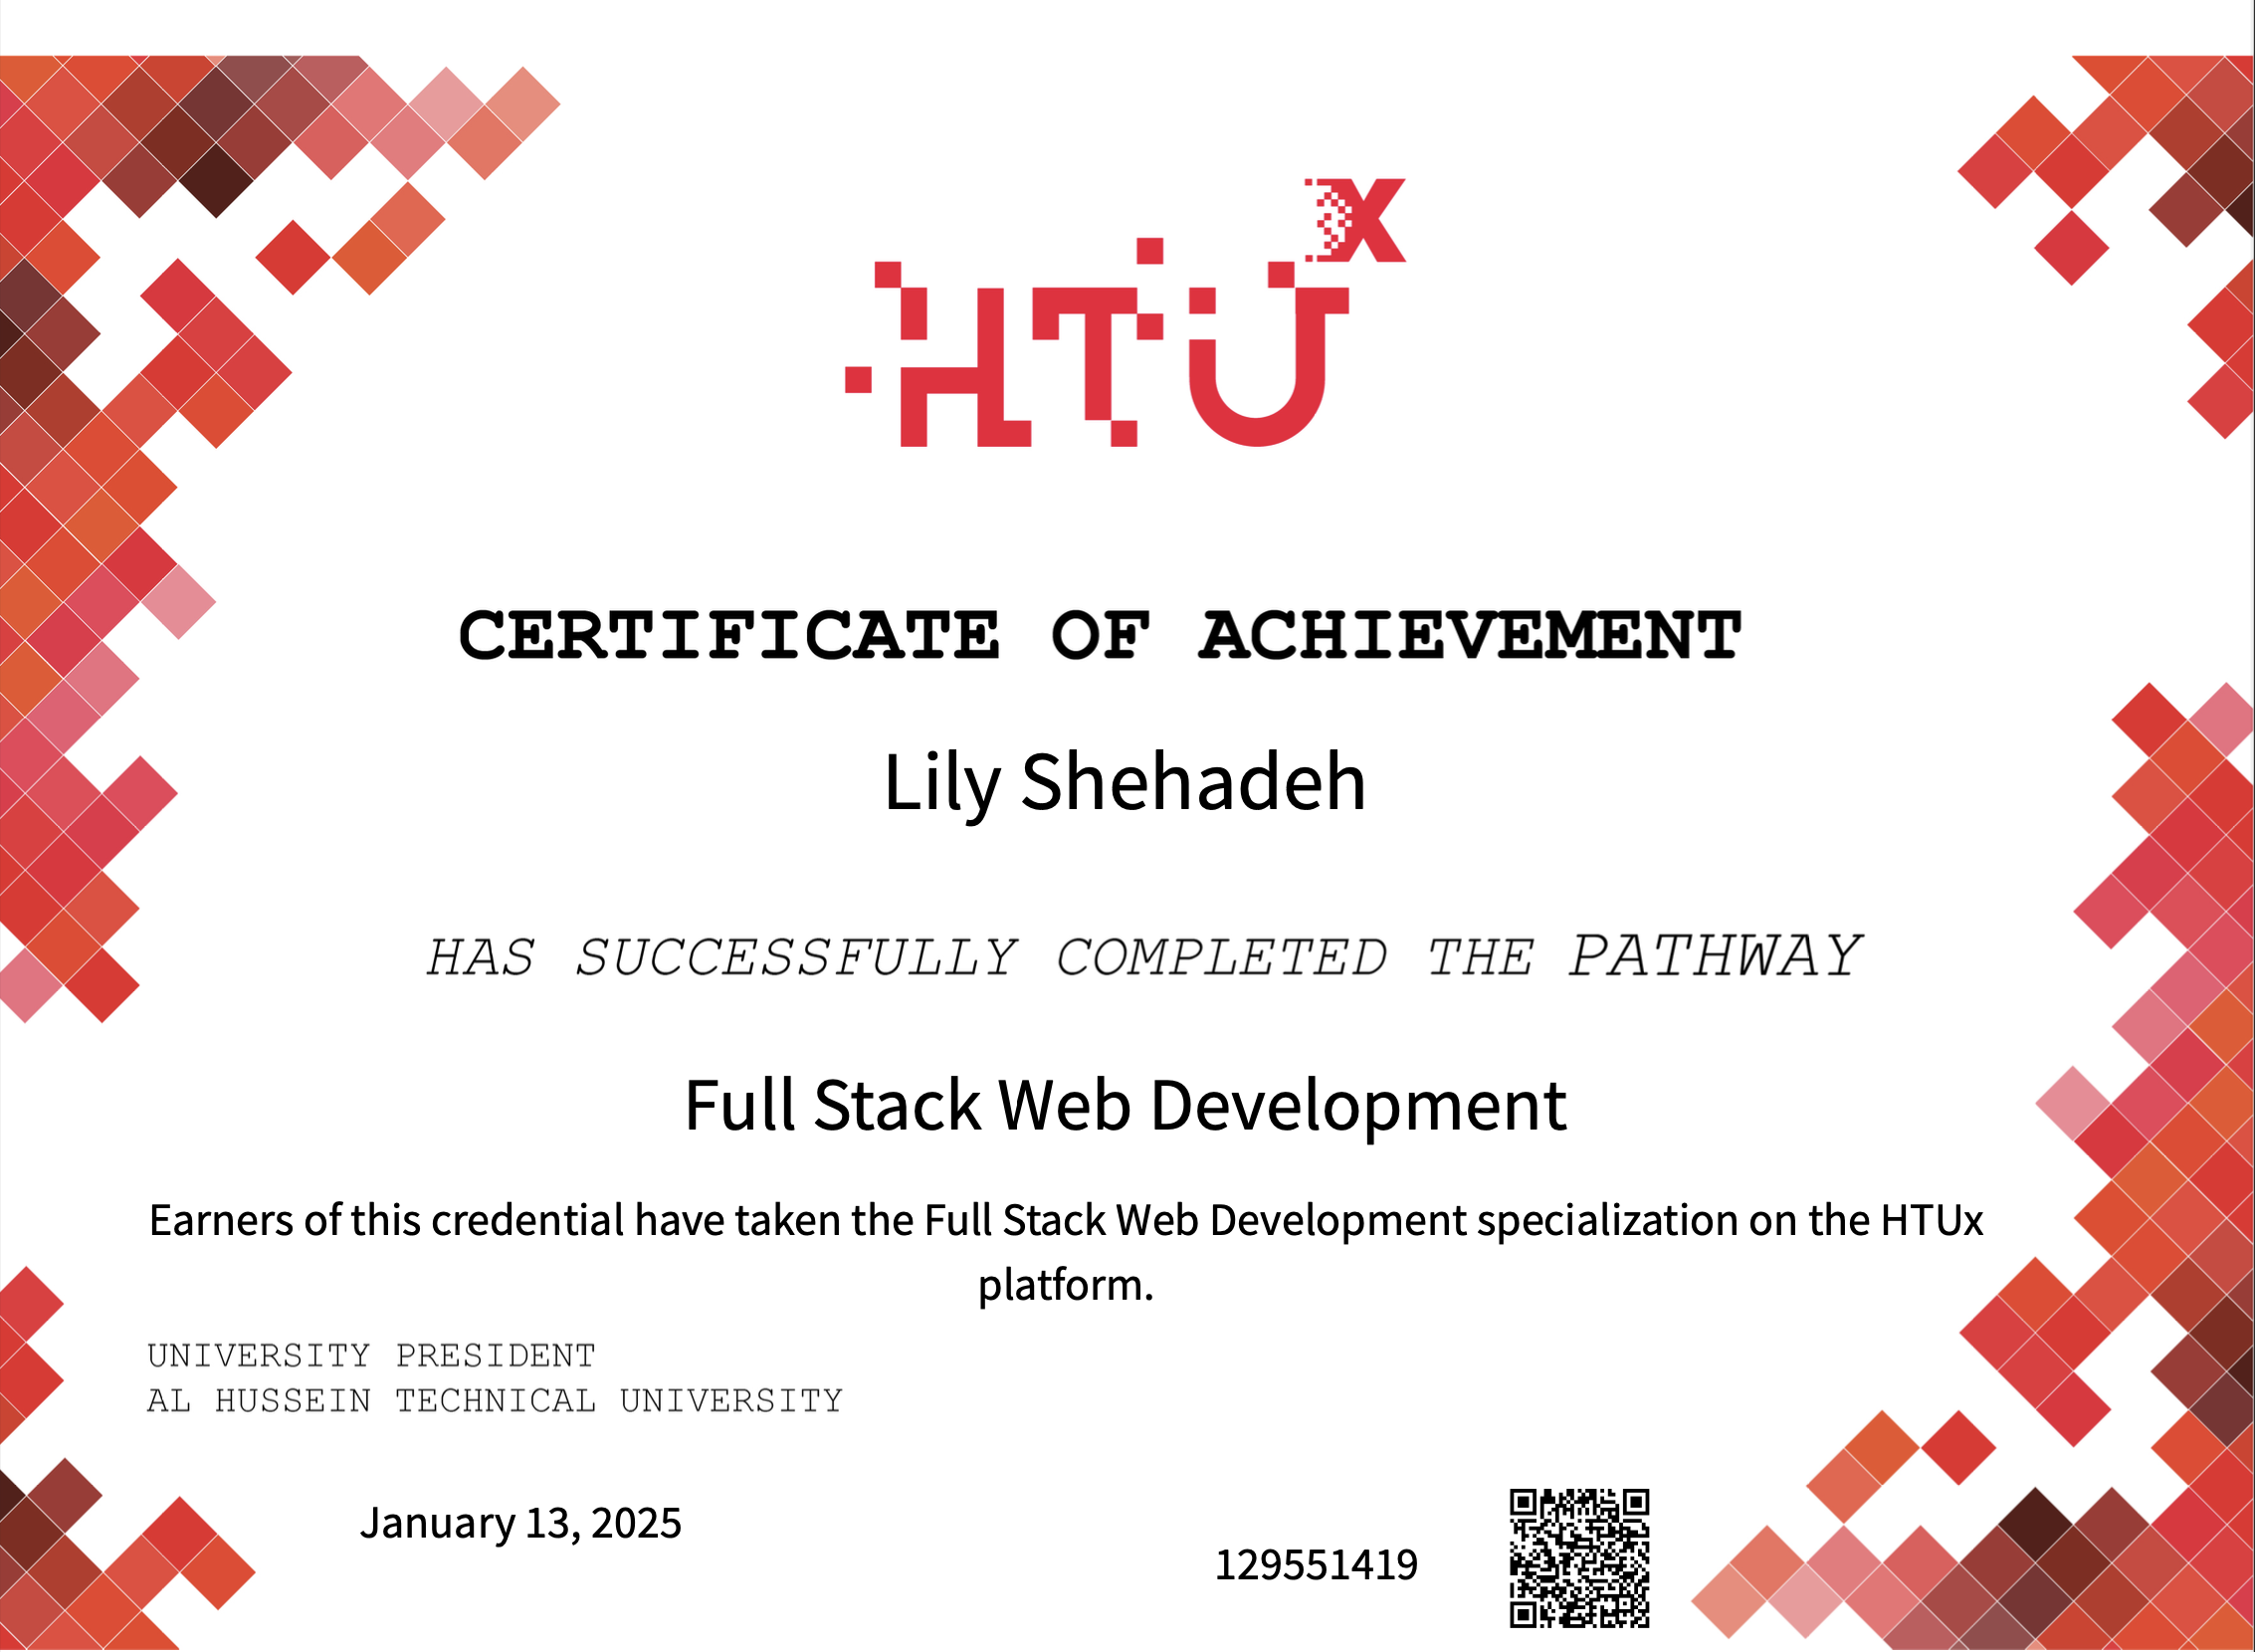 HTUX
CERTIFICATE OF ACHIEVEMENT
Lily Shehadeh
HAS SUCCESSFULLY COMPLETED THE PATHWAY
Full Stack Web Development
Earners of this credential have taken the Full Stack Web Development specialization on the HTUx
platform.
UNIVERSITY PRESIDENT
AL HUSSEIN TECHNICAL UNIVERSITY
January 13, 2025
129551419